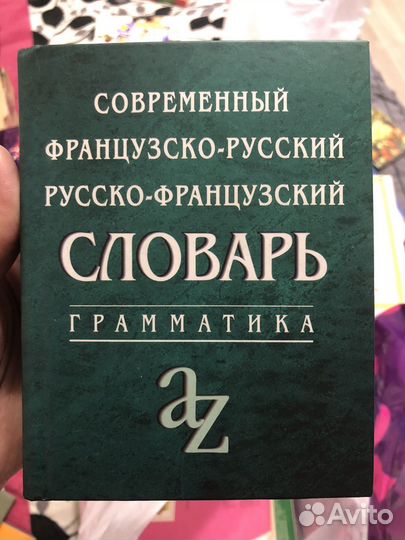 СОВРЕМЕННЫЙ
ФРАНЦУЗСКО-РУССКИЙ
РУССКО-ФРАНЦУЗСКИЙ
СЛОВАРЬ
ГРАММАТИКА
aZ
Avito